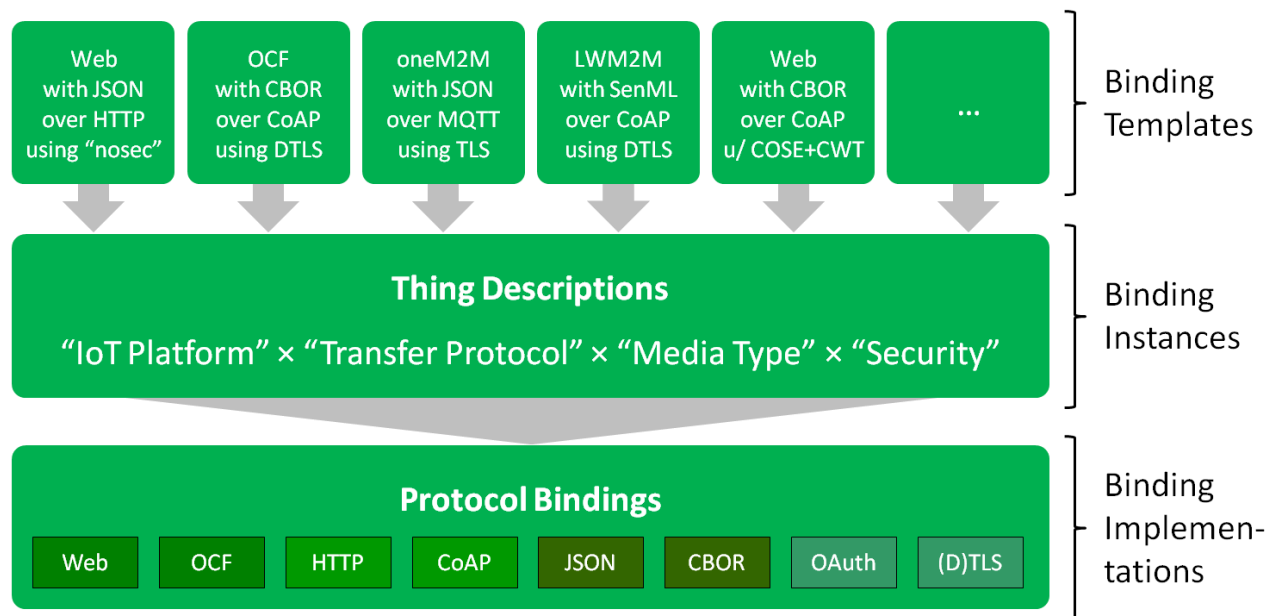 Web
with JSON
over HTTP
using “nosec”
OCF
with CBOR
over CoAP
using DTLS
oneM2M
with JSON
over MQTT
using TLS
LWM2M
with SenML
over CoAP
using DTLS
Web
with CBOR
over CoAP
u/ COSE+CWT
...
Binding
Templates
Thing Descriptions
“IoT Platform” × “Transfer Protocol” × “Media Type” × “Security”
Binding
Instances
Protocol Bindings
Web
OCF
HTTP
CoAP
JSON
CBOR
OAuth
(D)TLS
Binding
Implemen-
tations